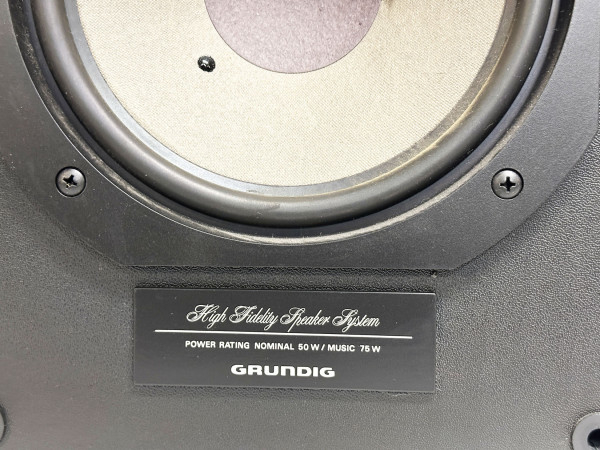 High Fidelity Speaker System
POWER RATING NOMINAL 50 W / MUSIC 75 W
GRUNDIG